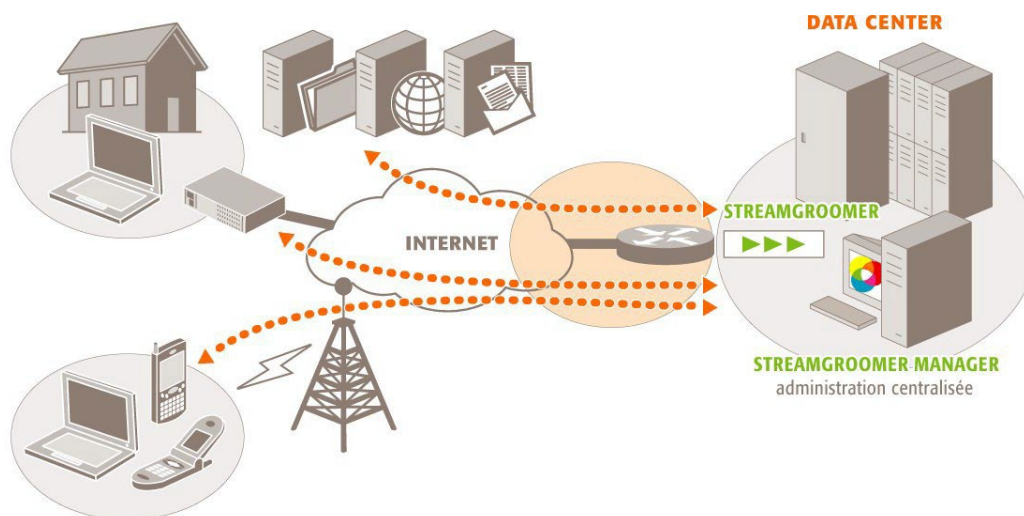 DATA CENTER
STREAMGROOMER
INTERNET
STREAMGROOMER MANAGER
administration centralisée